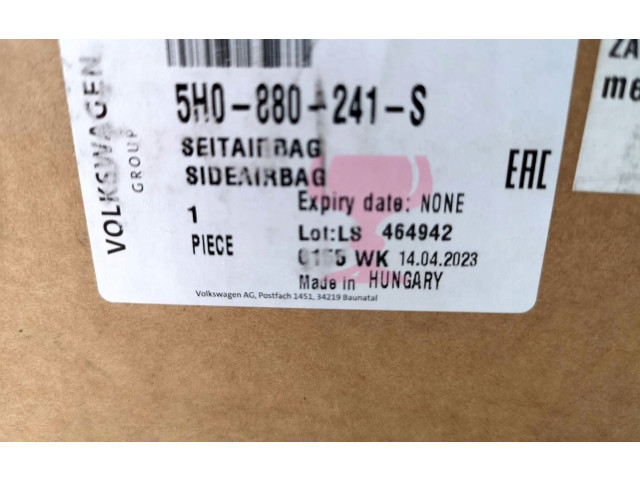 VOLKSWAGEN
GROUP
5H0-880-241-S
SEITAIRBAG
SIDEAIRBAG
1
PIECE
Expiry date: NONE
Lot:LS 464942
WK 14.04.2023
Made in HUNGARY
Volkswagen AG, Postfach 1451, 34219 Baunatal
EAC